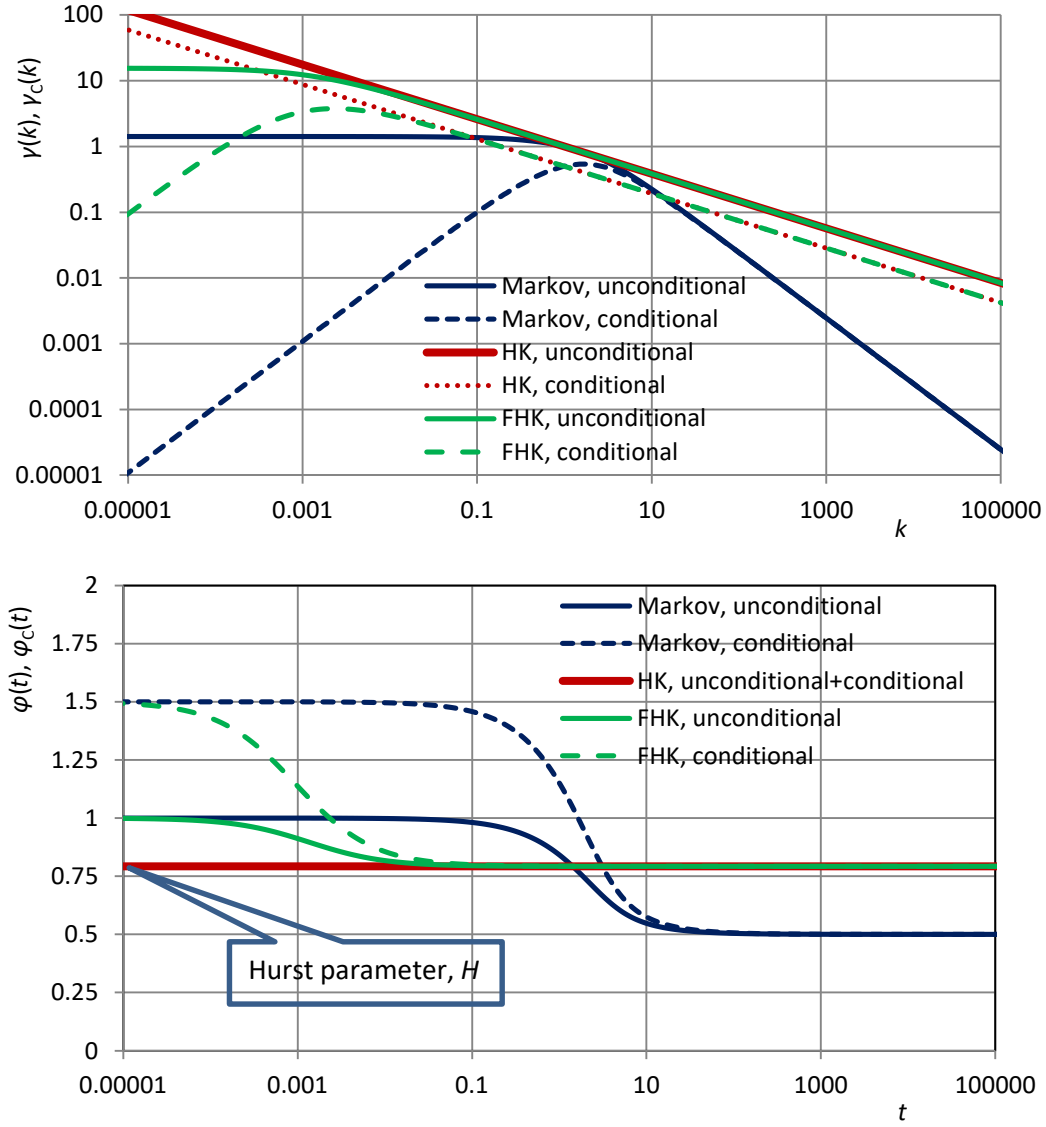 100
10
1
0.1
0.01
0.001
0.0001
0.00001
γ(k), γC(k)
Markov, unconditional
Markov, conditional
HK, unconditional
HK, conditional
FHK, unconditional
FHK, conditional
0.00001 0.001 0.1 10 1000 100000
k
2
1.75
1.5
1.25
1
0.75
0.5
0.25
0
φ(t), φC(t)
Markov, unconditional
Markov, conditional
HK, unconditional+conditional
FHK, unconditional
FHK, conditional
Hurst parameter, H
0.00001 0.001 0.1 10 1000 100000
t